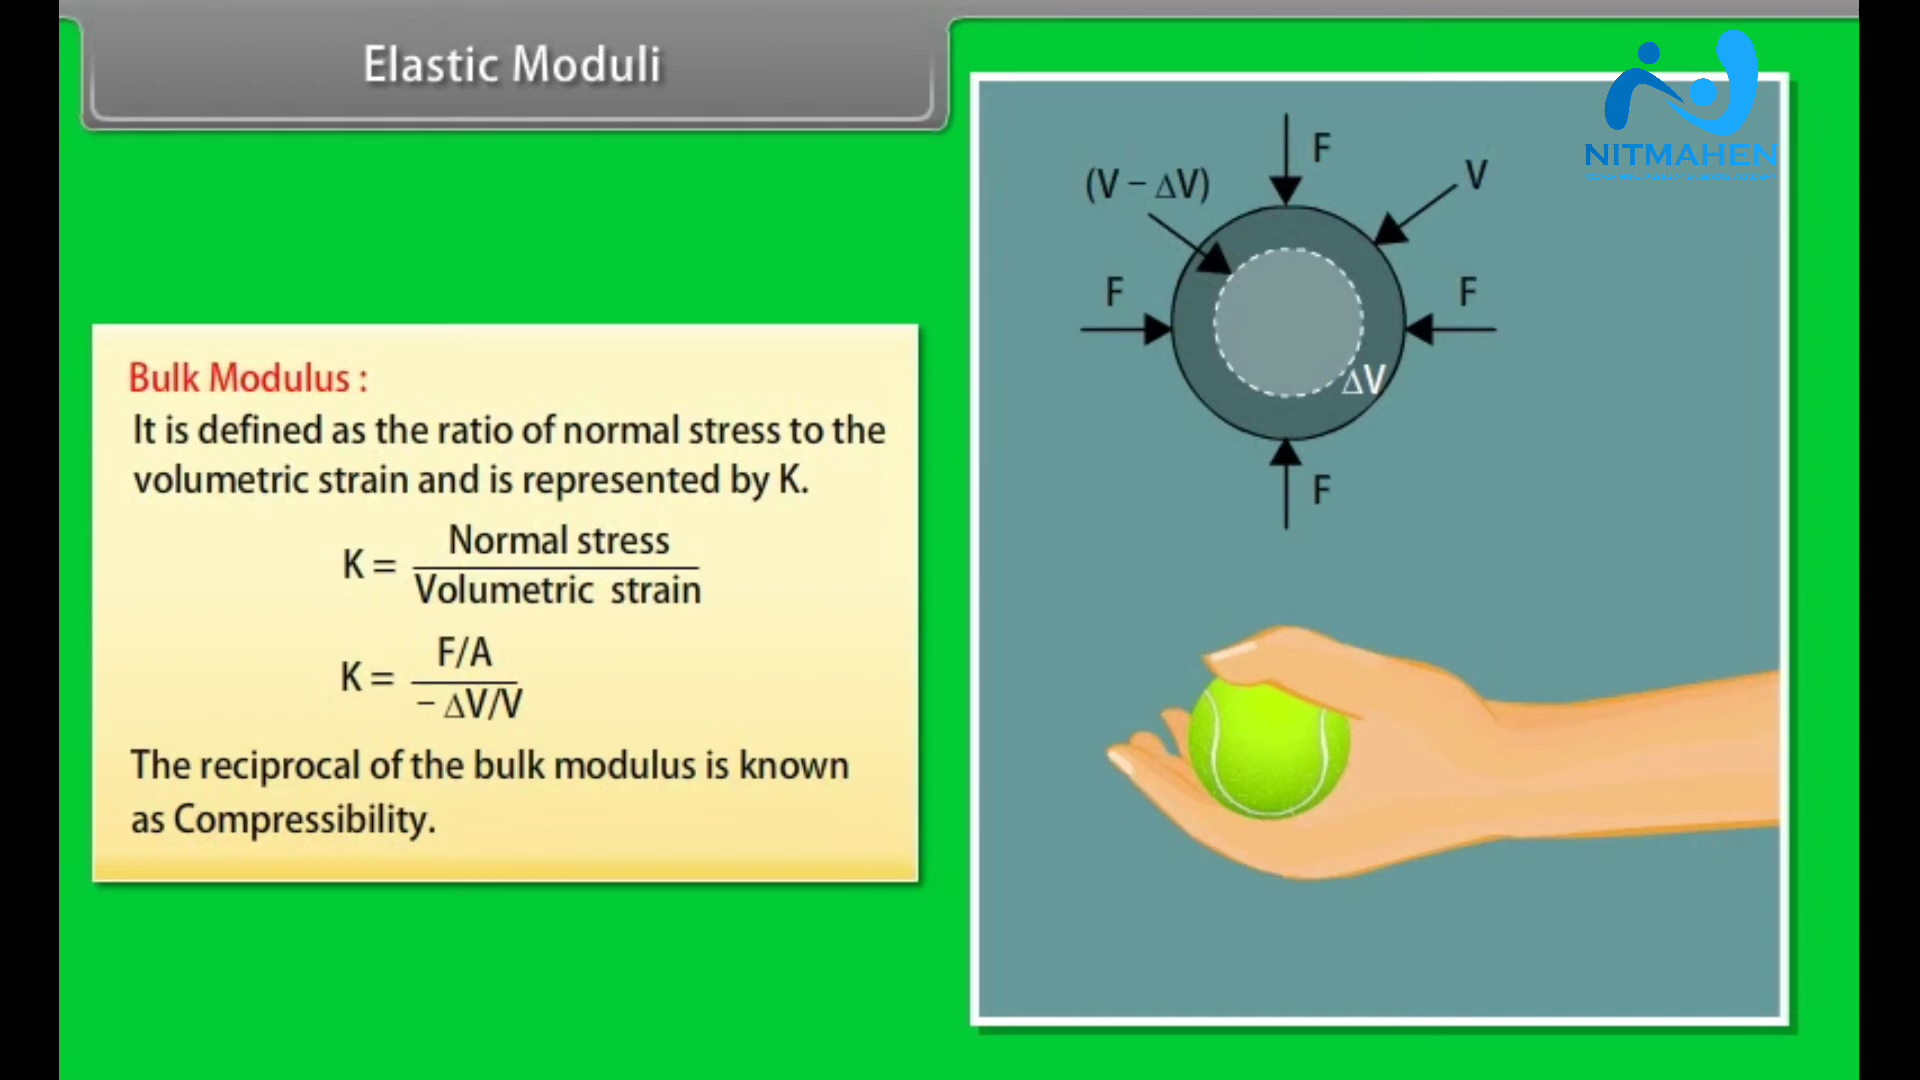 Elastic Moduli
NITMAHEN
Bulk Modulus :
It is defined as the ratio of normal stress to the
volumetric strain and is represented by K.
K = Normal stress
Volumetric strain
K = F/A
− ΔV/V
The reciprocal of the bulk modulus is known
as Compressibility.
F
(V − ΔV)
V
F
F
ΔV
F